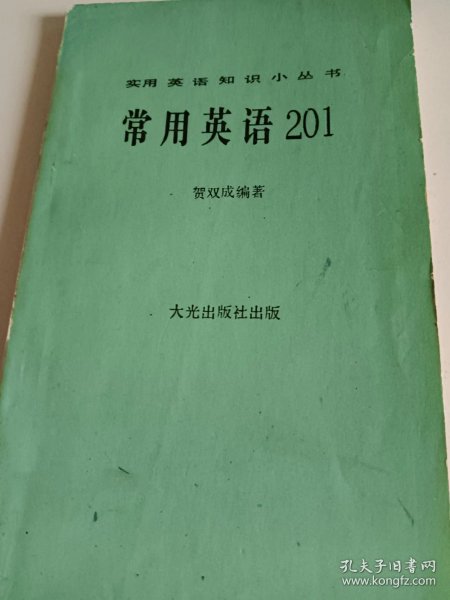 实用英语知识小丛书
常用英语201
贺双成编著
大光出版社出版
孔夫子旧书网
www.kongfz.com